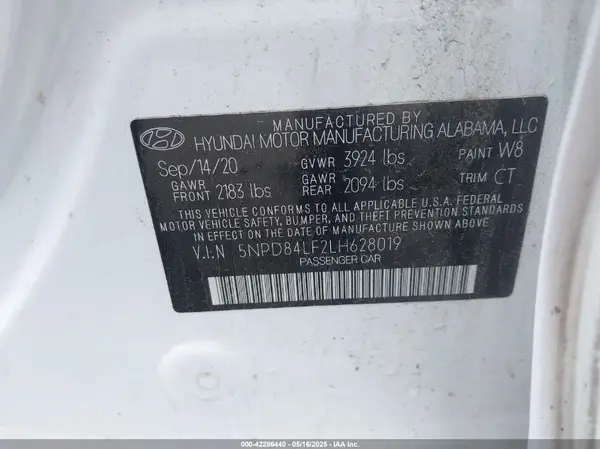 MANUFACTURED BY
HYUNDAI MOTOR MANUFACTURING ALABAMA, LLC
Sep/14/20 GVWR 3924 lbs PAINT W8
GAWR FRONT 2183 lbs GAWR REAR 2094 lbs TRIM CT
THIS VEHICLE CONFORMS TO ALL APPLICABLE U.S.A. FEDERAL
MOTOR VEHICLE SAFETY, BUMPER, AND THEFT PREVENTION STANDARDS
IN EFFECT ON THE DATE OF MANUFACTURE SHOWN ABOVE.
V.I.N 5NPD84LF2LH628019
PASSENGER CAR
000-42286440 - 05/16/2025 - IAA Inc.